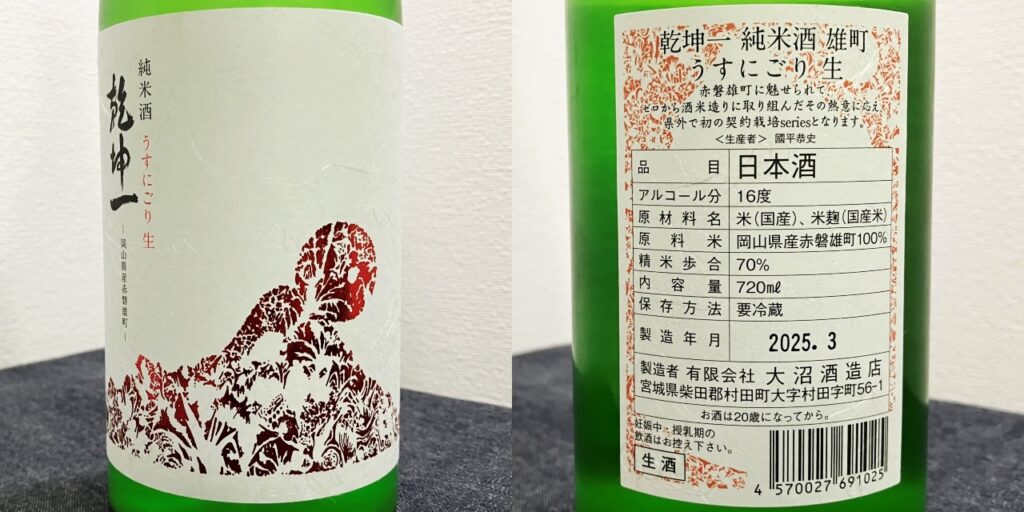 純米酒 うすにごり 生
乾坤一
－岡山県産赤磐雄町－
乾坤一 純米酒 雄町
うすにごり 生
赤磐雄町に魅せられて、
ゼロから酒米造りに取り組んだその熱意に応え、
県外で初の契約栽培seriesとなります。
＜生産者＞ 國平恭史
品目 日本酒
アルコール分 16度
原材料名 米(国産)、米麹(国産米)
原料米 岡山県産赤磐雄町100%
精米歩合 70%
内容量 720㎖
保存方法 要冷蔵
製造年月 2025. 3
製造者 有限会社 大沼酒造店
宮城県柴田郡村田町大字村田字町56-1
お酒は20歳になってから。
妊娠中・授乳期の
飲酒はお控え下さい。
生酒
4 570027 691025